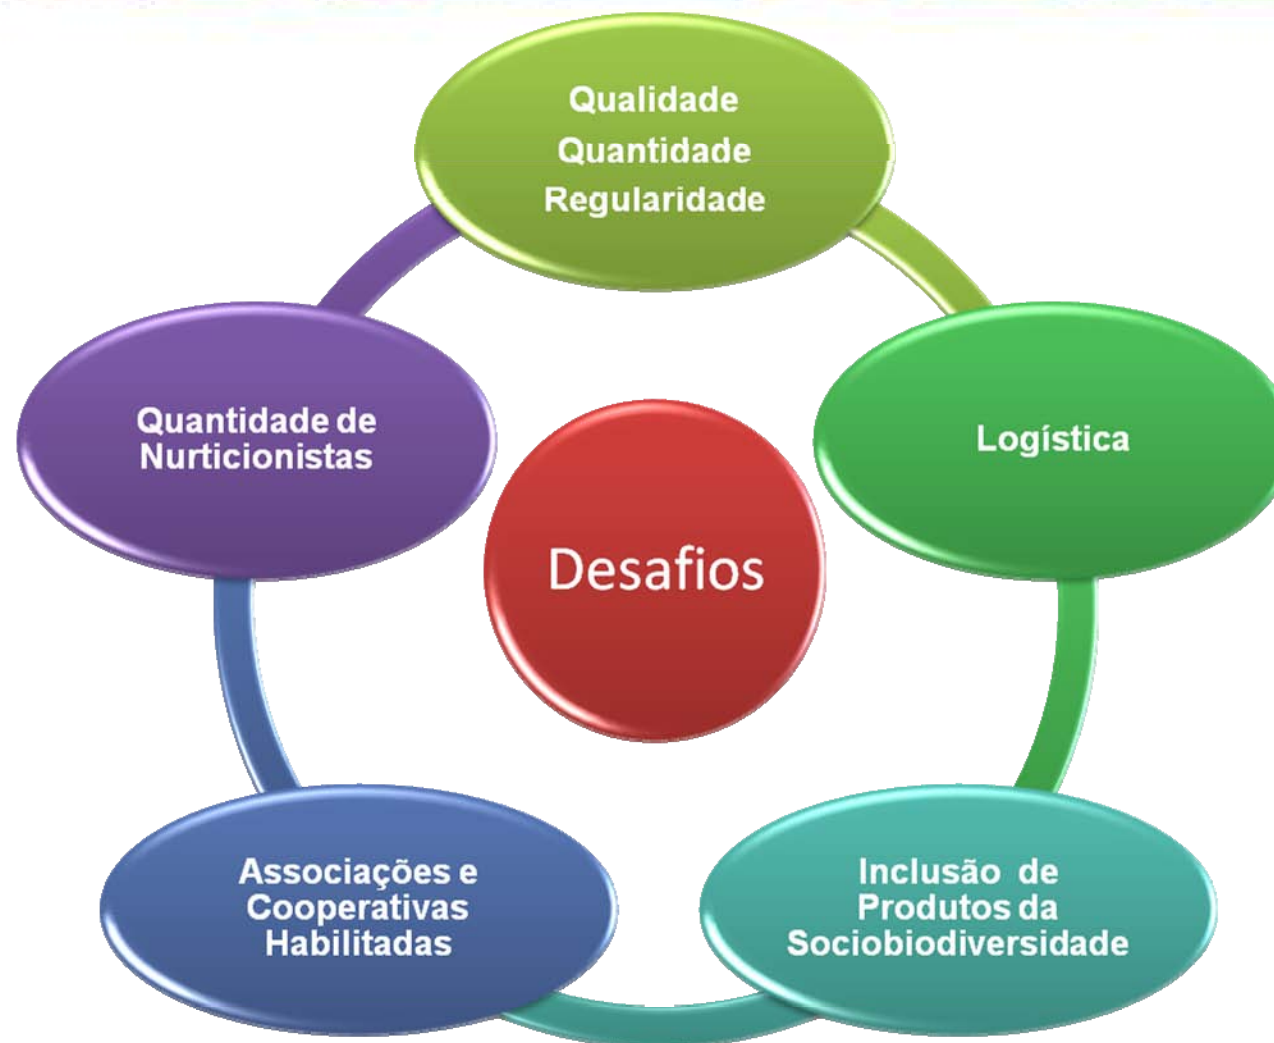 Qualidade
Quantidade
Regularidade
Quantidade de
Nurticionistas
Logística
Desafios
Associações e
Cooperativas
Habilitadas
Inclusão de
Produtos da
Sociobiodiversidade